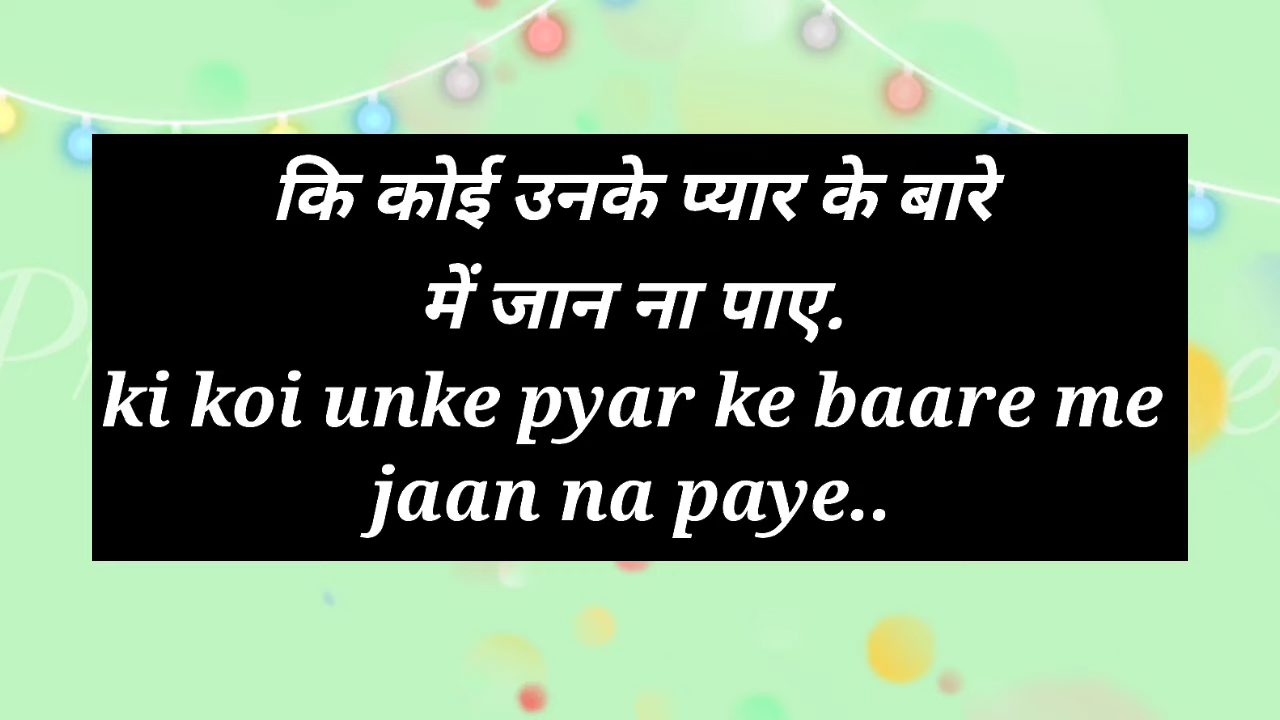 कि कोई उनके प्यार के बारे
में जान ना पाए.
ki koi unke pyar ke baare me
jaan na paye..